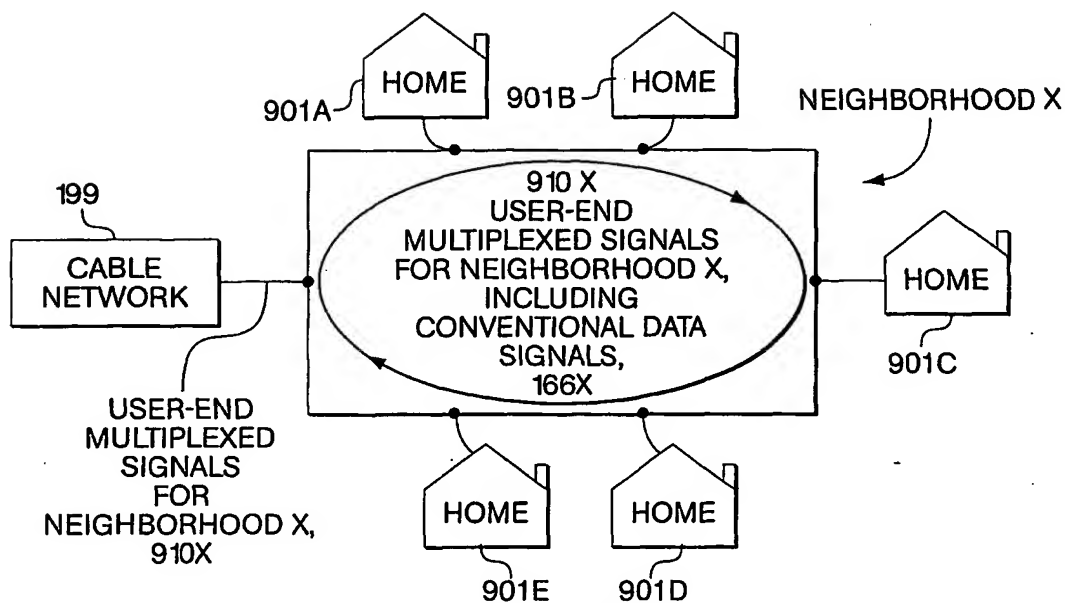 HOME
HOME
901A
901B
NEIGHBORHOOD X
199
CABLE
NETWORK
910 X
USER-END
MULTIPLEXED SIGNALS
FOR NEIGHBORHOOD X,
INCLUDING
CONVENTIONAL DATA
SIGNALS,
166X
HOME
901C
USER-END
MULTIPLEXED
SIGNALS
FOR
NEIGHBORHOOD X,
910X
HOME
HOME
901E
901D